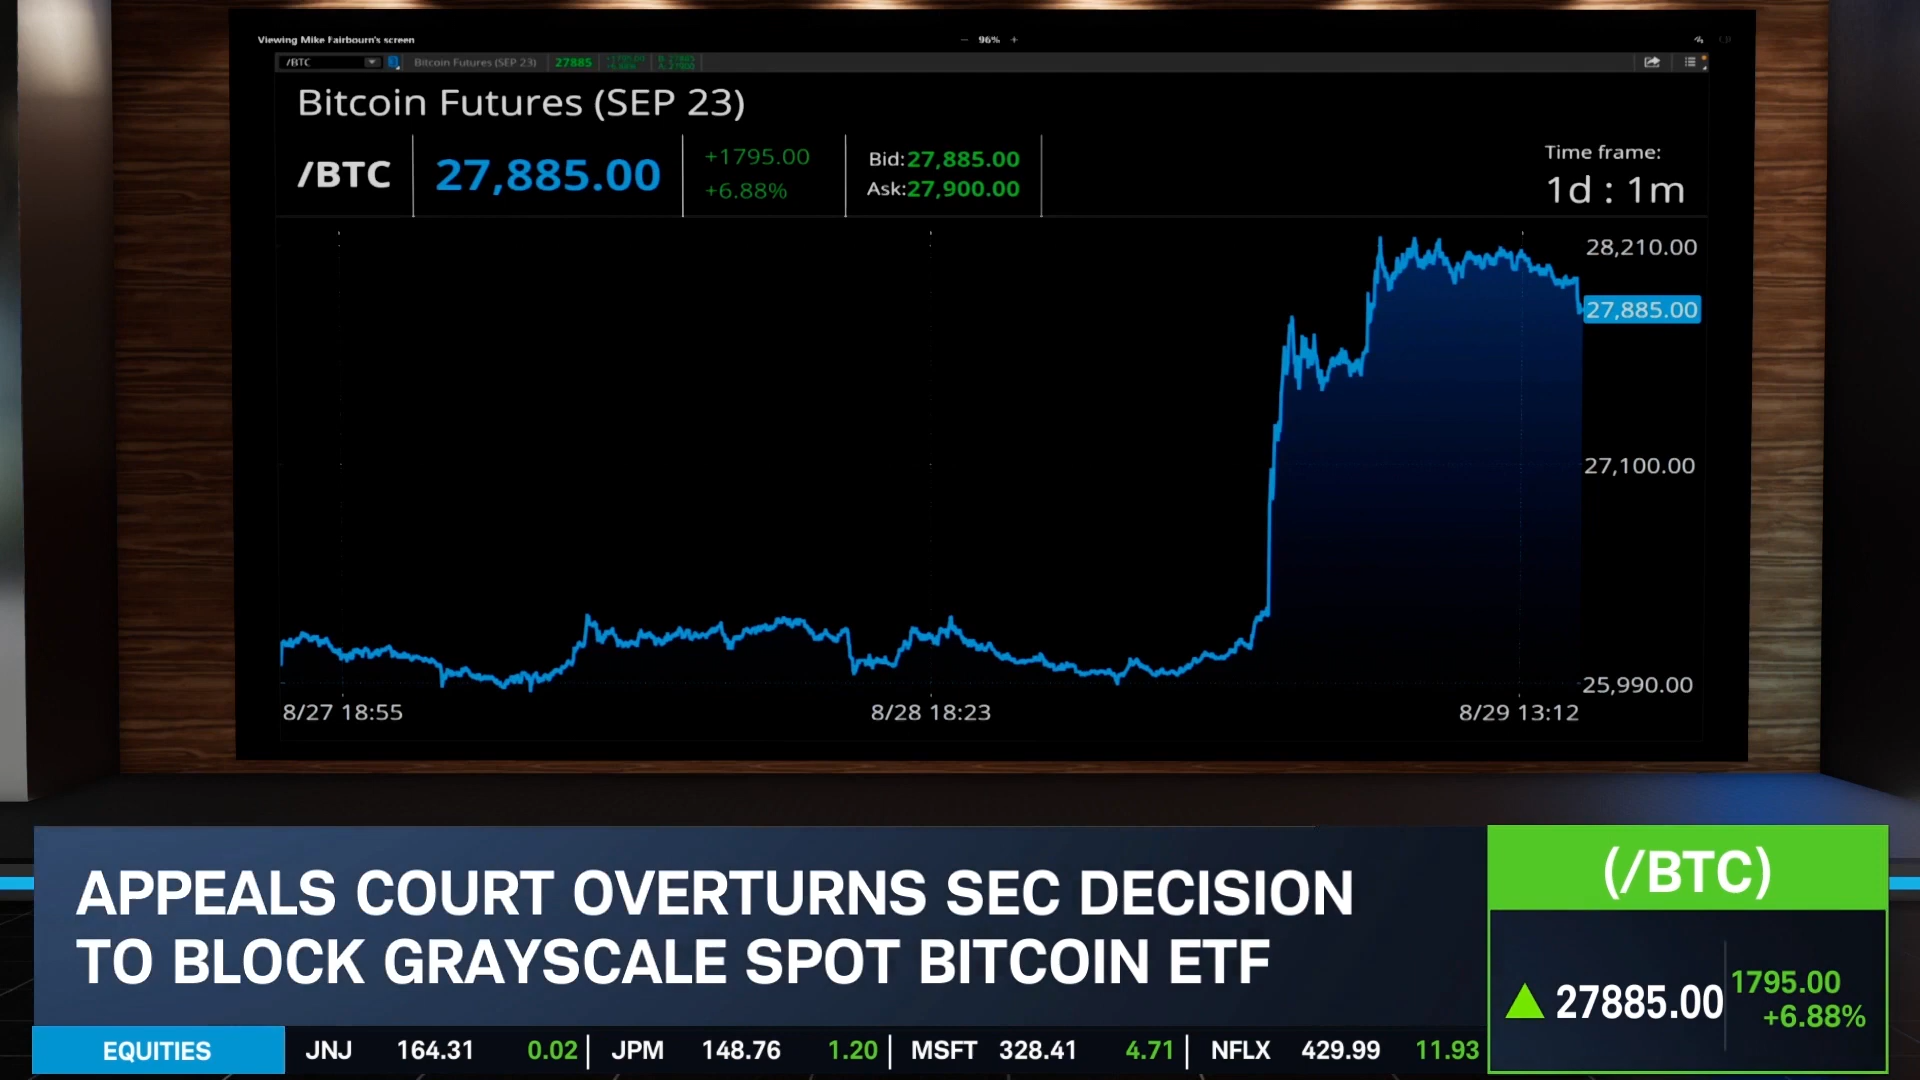 Viewing Mike Fairbourn's screen
− 96% +
/BTC Bitcoin Futures (SEP 23) 27885
Bitcoin Futures (SEP 23)
/BTC 27,885.00
+1795.00
+6.88%
Bid:27,885.00
Ask:27,900.00
Time frame:
1d : 1m
28,210.00
27,885.00
27,100.00
25,990.00
8/27 18:55 8/28 18:23 8/29 13:12
APPEALS COURT OVERTURNS SEC DECISION
TO BLOCK GRAYSCALE SPOT BITCOIN ETF
(/BTC)
27885.00
1795.00
+6.88%
EQUITIES JNJ 164.31 0.02 JPM 148.76 1.20 MSFT 328.41 4.71 NFLX 429.99 11.93